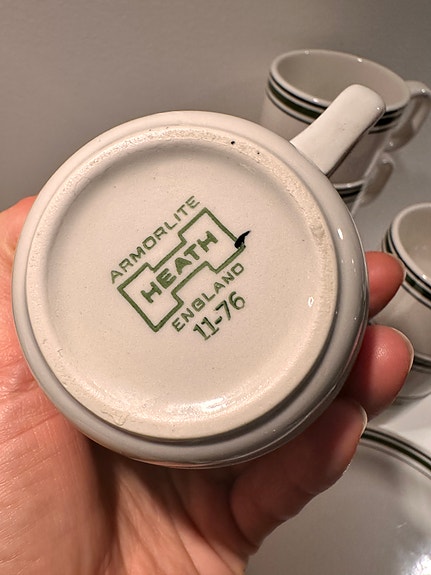 ARMORLITE
HEATH
ENGLAND
11-76